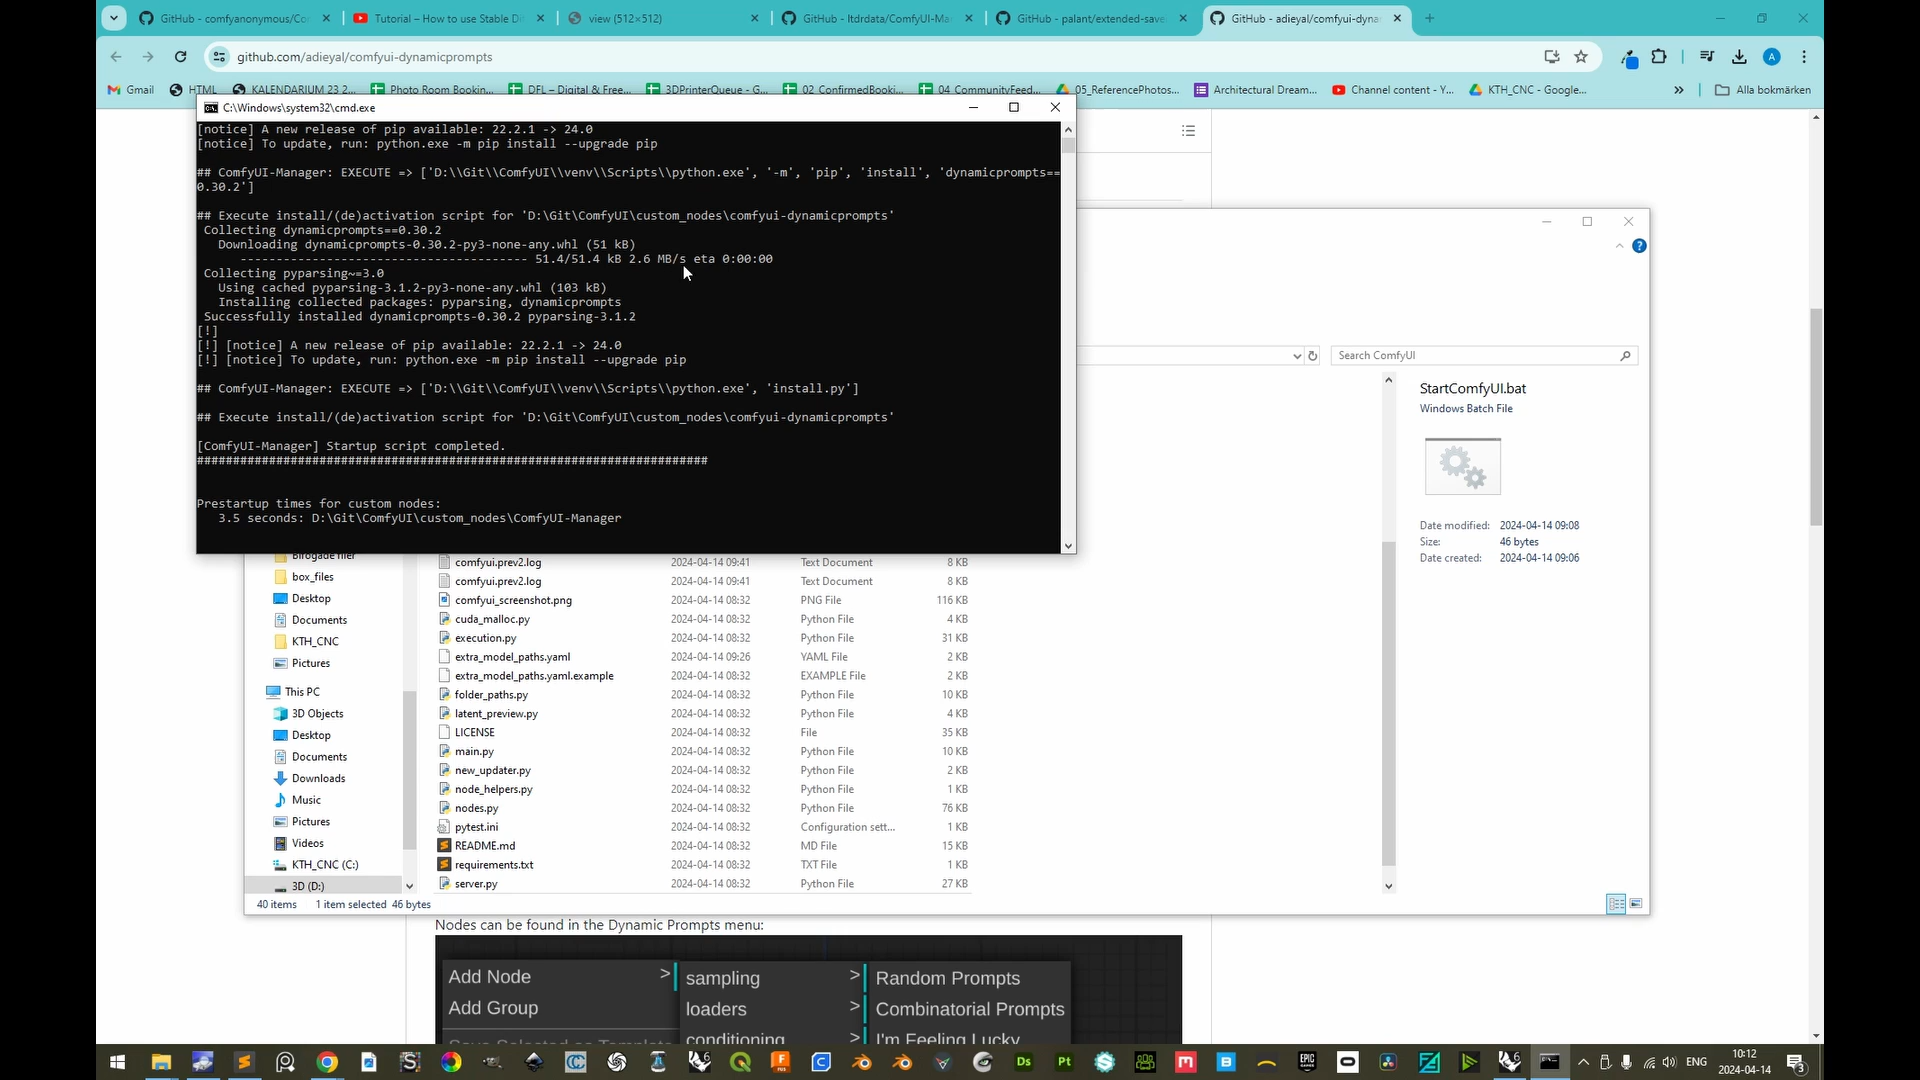 GitHub - comfyanonymous/Co
Tutorial – How to use Stable Di
view (512×512)
GitHub - ltdrdata/ComfyUI-Ma
GitHub - palant/extended-save
GitHub - adieyal/comfyui-dyna
github.com/adieyal/comfyui-dynamicprompts
Gmail
HTML
KALENDARIUM 23 2...
Photo Room Bookin...
DFL – Digital & Free...
3DPrinterQueue - G...
02_ConfirmedBooki...
04_CommunityFeed...
05_ReferencePhotos...
Architectural Dream...
Channel content - Y...
KTH_CNC - Google...
Alla bokmärken
C:\Windows\system32\cmd.exe
[notice] A new release of pip available: 22.2.1 -> 24.0
[notice] To update, run: python.exe -m pip install --upgrade pip
## ComfyUI-Manager: EXECUTE => ['D:\\Git\\ComfyUI\\venv\\Scripts\\python.exe', '-m', 'pip', 'install', 'dynamicprompts==
0.30.2']
## Execute install/(de)activation script for 'D:\Git\ComfyUI\custom_nodes\comfyui-dynamicprompts'
Collecting dynamicprompts==0.30.2
Downloading dynamicprompts-0.30.2-py3-none-any.whl (51 kB)
---------------------------------------- 51.4/51.4 kB 2.6 MB/s eta 0:00:00
Collecting pyparsing~=3.0
Using cached pyparsing-3.1.2-py3-none-any.whl (103 kB)
Installing collected packages: pyparsing, dynamicprompts
Successfully installed dynamicprompts-0.30.2 pyparsing-3.1.2
[!]
[!] [notice] A new release of pip available: 22.2.1 -> 24.0
[!] [notice] To update, run: python.exe -m pip install --upgrade pip
## ComfyUI-Manager: EXECUTE => ['D:\\Git\\ComfyUI\\venv\\Scripts\\python.exe', 'install.py']
## Execute install/(de)activation script for 'D:\Git\ComfyUI\custom_nodes\comfyui-dynamicprompts'
[ComfyUI-Manager] Startup script completed.
#######################################################################
Prestartup times for custom nodes:
3.5 seconds: D:\Git\ComfyUI\custom_nodes\ComfyUI-Manager
Search ComfyUI
StartComfyUI.bat
Windows Batch File
Date modified: 2024-04-14 09:08
Size: 46 bytes
Date created: 2024-04-14 09:06
Bifogade filer
box_files
Desktop
Documents
KTH_CNC
Pictures
This PC
3D Objects
Desktop
Documents
Downloads
Music
Pictures
Videos
KTH_CNC (C:)
3D (D:)
comfyui.prev2.log 2024-04-14 09:41 Text Document 8 KB
comfyui.prev2.log 2024-04-14 09:41 Text Document 8 KB
comfyui_screenshot.png 2024-04-14 08:32 PNG File 116 KB
cuda_malloc.py 2024-04-14 08:32 Python File 4 KB
execution.py 2024-04-14 08:32 Python File 31 KB
extra_model_paths.yaml 2024-04-14 09:26 YAML File 2 KB
extra_model_paths.yaml.example 2024-04-14 08:32 EXAMPLE File 2 KB
folder_paths.py 2024-04-14 08:32 Python File 10 KB
latent_preview.py 2024-04-14 08:32 Python File 4 KB
LICENSE 2024-04-14 08:32 File 35 KB
main.py 2024-04-14 08:32 Python File 10 KB
new_updater.py 2024-04-14 08:32 Python File 2 KB
node_helpers.py 2024-04-14 08:32 Python File 1 KB
nodes.py 2024-04-14 08:32 Python File 76 KB
pytest.ini 2024-04-14 08:32 Configuration sett... 1 KB
README.md 2024-04-14 08:32 MD File 15 KB
requirements.txt 2024-04-14 08:32 TXT File 1 KB
server.py 2024-04-14 08:32 Python File 27 KB
40 items 1 item selected 46 bytes
Nodes can be found in the Dynamic Prompts menu:
Add Node
Add Group
Save Selected as Template
sampling
loaders
conditioning
Random Prompts
Combinatorial Prompts
I'm Feeling Lucky
ENG
10:12
2024-04-14